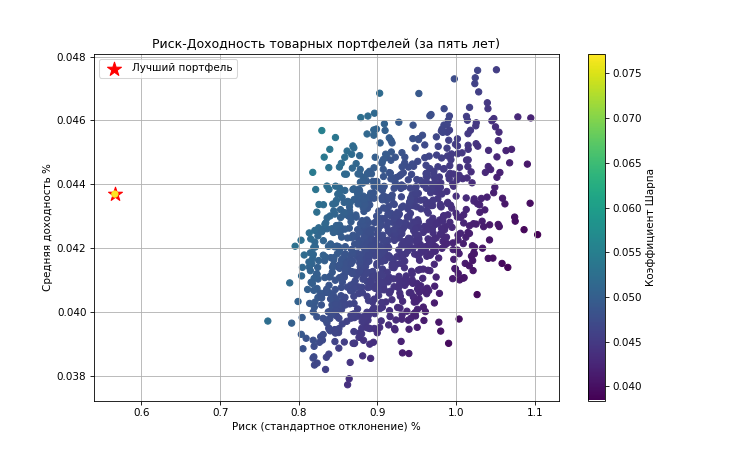 Риск-Доходность товарных портфелей (за пять лет)
Лучший портфель
Средняя доходность %
0.048
0.046
0.044
0.042
0.040
0.038
0.6 0.7 0.8 0.9 1.0 1.1
Риск (стандартное отклонение) %
0.075
0.070
0.065
0.060
0.055
0.050
0.045
0.040
Коэффициент Шарпа